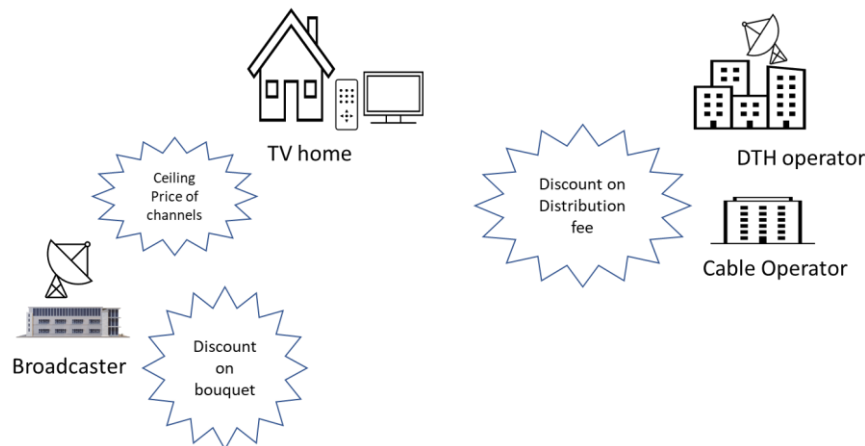 TV home
DTH operator
Ceiling
Price of
channels
Discount on
Distribution
fee
Cable Operator
Broadcaster
Discount
on
bouquet